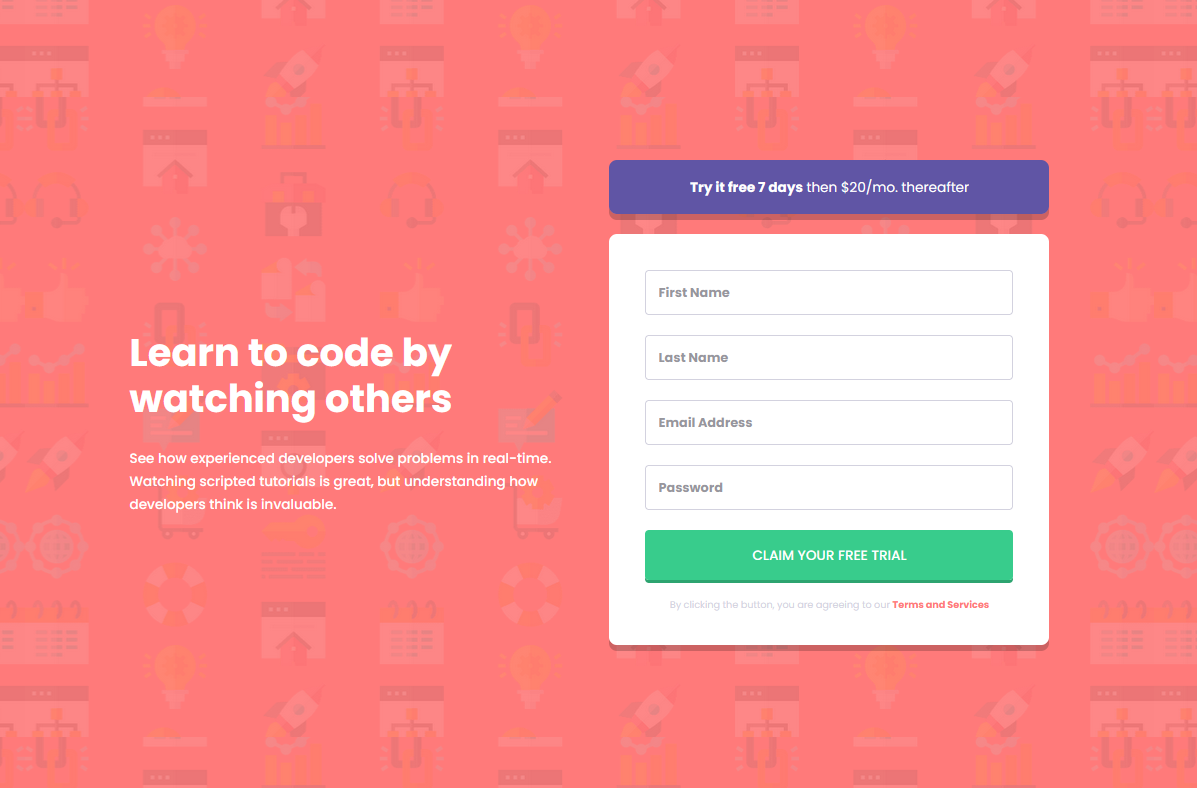 Learn to code by
watching others
See how experienced developers solve problems in real-time.
Watching scripted tutorials is great, but understanding how
developers think is invaluable.
Try it free 7 days then $20/mo. thereafter
First Name
Last Name
Email Address
Password
CLAIM YOUR FREE TRIAL
By clicking the button, you are agreeing to our Terms and Services